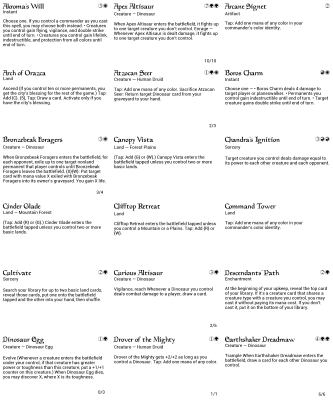 Akroma's Will
Instant
Choose one. If you control a commander as you cast
this spell, you may choose both instead. • Creatures
you control gain flying, vigilance, and double strike
until end of turn. • Creatures you control gain lifelink,
indestructible, and protection from all colors until
end of turn.
Apex Altisaur
Creature — Dinosaur
When Apex Altisaur enters the battlefield, it fights up
to one target creature you don't control. Enrage —
Whenever Apex Altisaur is dealt damage, it fights up
to one target creature you don't control.
10/10
Arcane Signet
Artifact
Tap: Add one mana of any color in your
commander's color identity.
Arch of Orazca
Land
Ascend (If you control ten or more permanents, you
get the city's blessing for the rest of the game.) Tap:
Add {C}. {5}, Tap: Draw a card. Activate only if you
have the city's blessing.
Atzocan Seer
Creature — Human Druid
Tap: Add one mana of any color. Sacrifice Atzocan
Seer: Return target Dinosaur card from your
graveyard to your hand.
2/3
Boros Charm
Instant
Choose one — • Boros Charm deals 4 damage to
target player or planeswalker. • Permanents you
control gain indestructible until end of turn. • Target
creature gains double strike until end of turn.
Bronzebeak Foragers
Creature — Dinosaur
When Bronzebeak Foragers enters the battlefield, for
each opponent, exile up to one target nonland
permanent that player controls until Bronzebeak
Foragers leaves the battlefield. {X}{W}: Put target
card with mana value X exiled with Bronzebeak
Foragers into its owner's graveyard. You gain X life.
3/4
Canopy Vista
Land — Forest Plains
(Tap: Add {G} or {W}.) Canopy Vista enters the
battlefield tapped unless you control two or more
basic lands.
Chandra's Ignition
Sorcery
Target creature you control deals damage equal to
its power to each other creature and each opponent.
Cinder Glade
Land — Mountain Forest
(Tap: Add {R} or {G}.) Cinder Glade enters the
battlefield tapped unless you control two or more
basic lands.
Clifftop Retreat
Land
Clifftop Retreat enters the battlefield tapped unless
you control a Mountain or a Plains. Tap: Add {R} or
{W}.
Command Tower
Land
Tap: Add one mana of any color in your
commander's color identity.
Cultivate
Sorcery
Search your library for up to two basic land cards,
reveal those cards, put one onto the battlefield
tapped and the other into your hand, then shuffle.
Curious Altisaur
Creature — Dinosaur
Vigilance, reach Whenever a Dinosaur you control
deals combat damage to a player, draw a card.
2/5
Descendants' Path
Enchantment
At the beginning of your upkeep, reveal the top card
of your library. If it's a creature card that shares a
creature type with a creature you control, you may
cast it without paying its mana cost. If you don't
cast it, put it on the bottom of your library.
Dinosaur Egg
Creature — Dinosaur Egg
Evolve (Whenever a creature enters the battlefield
under your control, if that creature has greater
power or toughness than this creature, put a +1/+1
counter on this creature.) When Dinosaur Egg dies,
you may discover X, where X is its toughness.
0/3
Drover of the Mighty
Creature — Human Druid
Drover of the Mighty gets +2/+2 as long as you
control a Dinosaur. Tap: Add one mana of any color.
1/1
Earthshaker Dreadmaw
Creature — Dinosaur
Trample When Earthshaker Dreadmaw enters the
battlefield, draw a card for each other Dinosaur you
control.
6/6